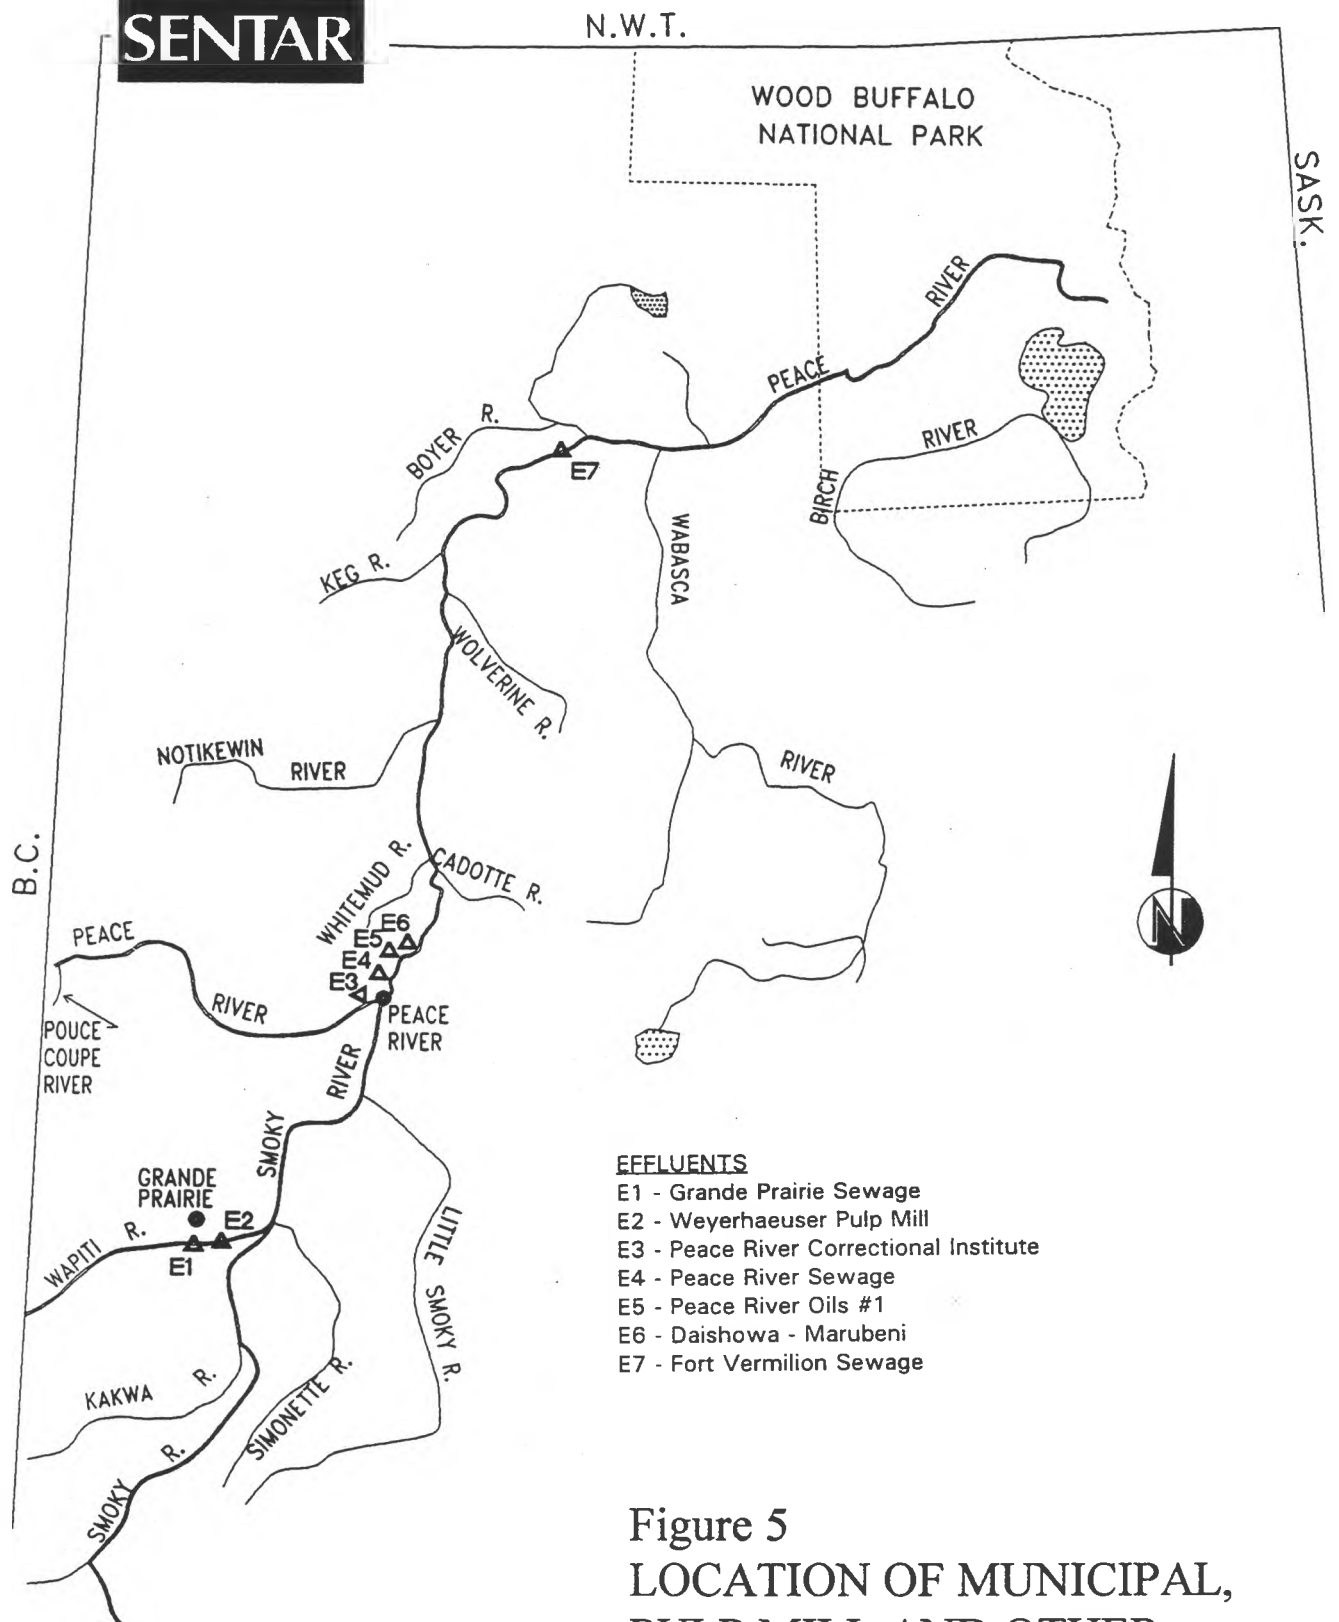 SENTAR
N.W.T.
WOOD BUFFALO
NATIONAL PARK
SASK.
RIVER
PEACE
BOYER R.
E7
RIVER
BIRCH
WABASCA
KEG R.
WOLVERINE R.
NOTIKEWIN
RIVER
RIVER
B.C.
WHITEMUD R.
CADOTTE R.
E6
E5
E4
E3
PEACE
RIVER
PEACE
RIVER
POUCE
COUPE
RIVER
RIVER
SMOKY
GRANDE
PRAIRIE
E2
E1
WAPITI R.
LITTLE SMOKY R.
KAKWA R.
SIMONETTE R.
SMOKY R.
N
EFFLUENTS
E1 - Grande Prairie Sewage
E2 - Weyerhaeuser Pulp Mill
E3 - Peace River Correctional Institute
E4 - Peace River Sewage
E5 - Peace River Oils #1
E6 - Daishowa - Marubeni
E7 - Fort Vermilion Sewage
Figure 5
LOCATION OF MUNICIPAL,
PULP MILL AND OTHER